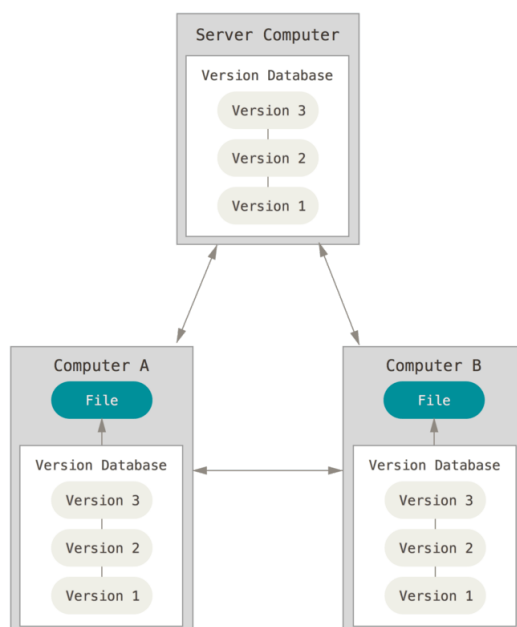 Server Computer
Version Database
Version 3
Version 2
Version 1
Computer A
File
Version Database
Version 3
Version 2
Version 1
Computer B
File
Version Database
Version 3
Version 2
Version 1